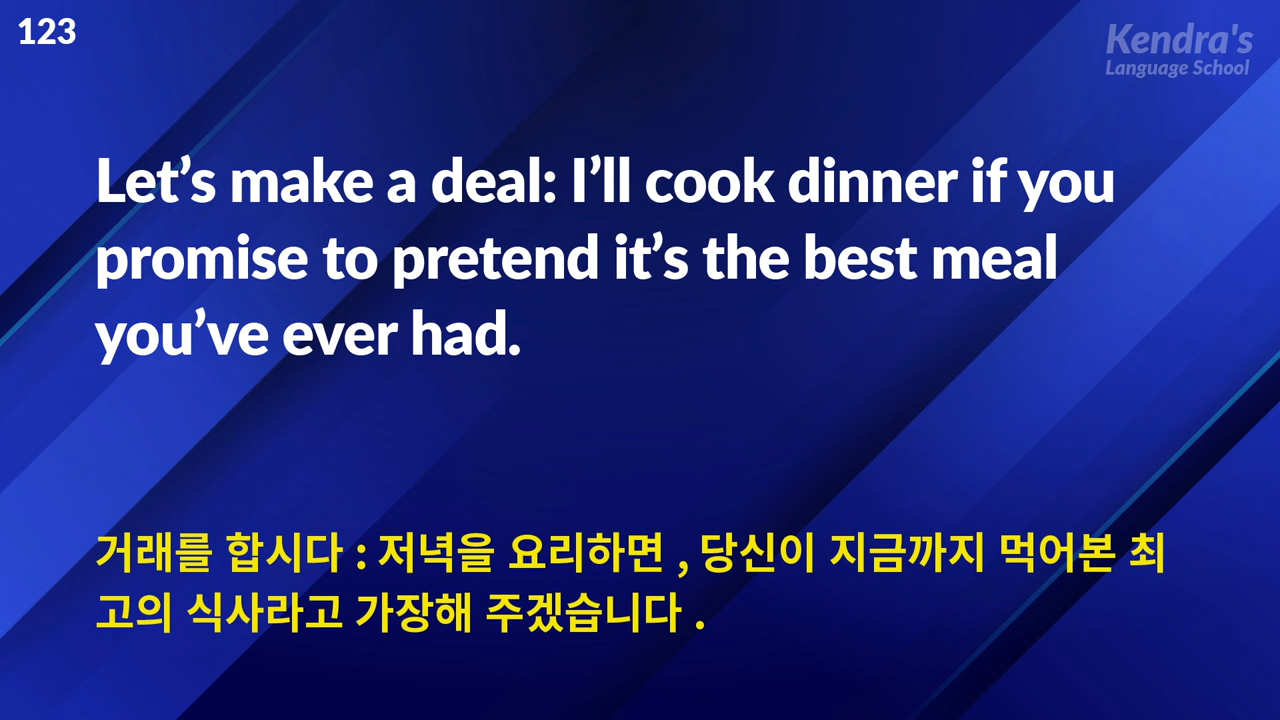 123
Kendra's
Language School
Let’s make a deal: I’ll cook dinner if you
promise to pretend it’s the best meal
you’ve ever had.
거래를 합시다 : 저녁을 요리하면 , 당신이 지금까지 먹어본 최
고의 식사라고 가장해 주겠습니다 .